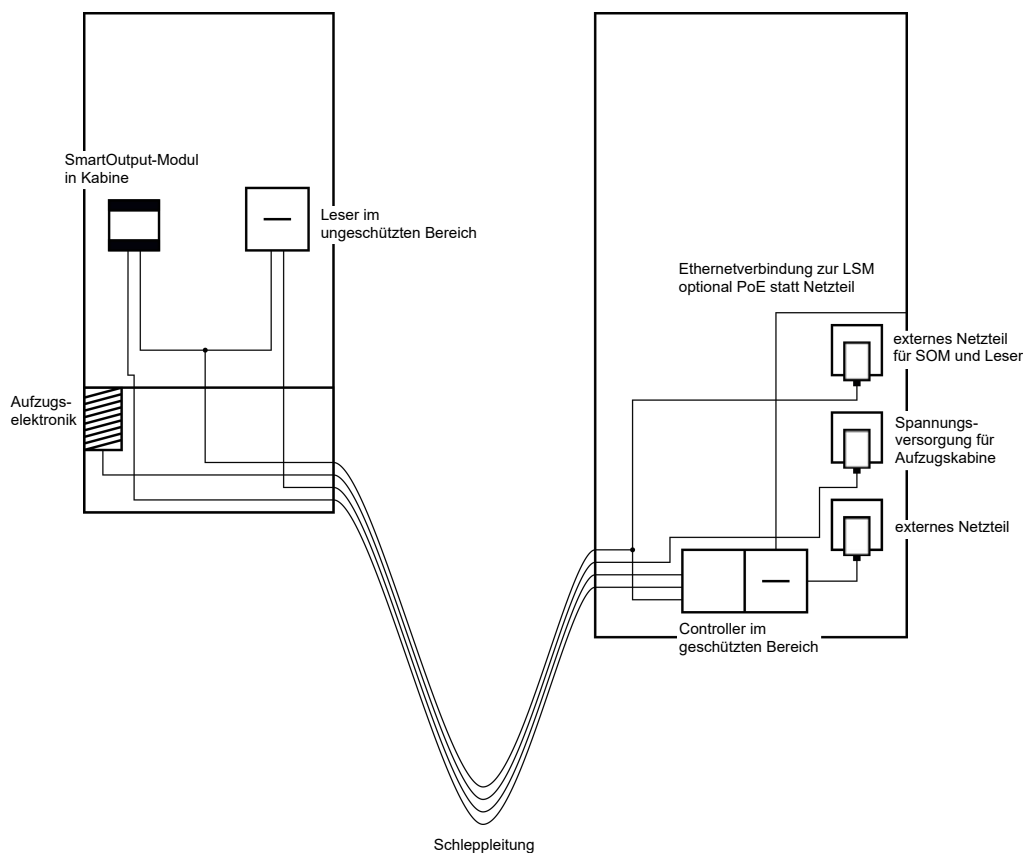 SmartOutput-Modul
in Kabine
Leser im
ungeschützten Bereich
Aufzugs-
elektronik
Ethernetverbindung zur LSM
optional PoE statt Netzteil
externes Netzteil
für SOM und Leser
Spannungs-
versorgung für
Aufzugskabine
externes Netzteil
Controller im
geschützten Bereich
Schleppleitung